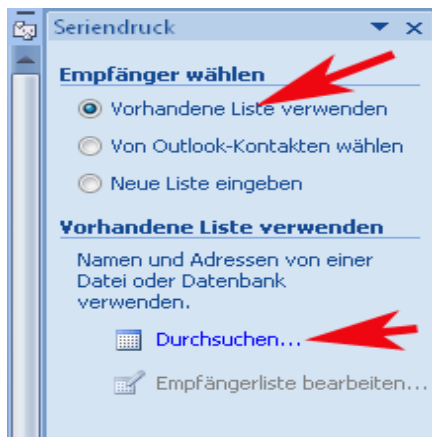 Seriendruck
Empfänger wählen
Vorhandene Liste verwenden
Von Outlook-Kontakten wählen
Neue Liste eingeben
Vorhandene Liste verwenden
Namen und Adressen von einer
Datei oder Datenbank
verwenden.
Durchsuchen...
Empfängerliste bearbeiten...